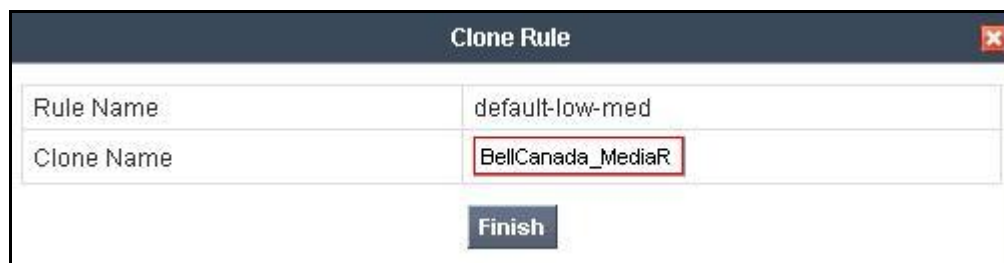 Clone Rule
Rule Name default-low-med
Clone Name BellCanada_MediaR
Finish